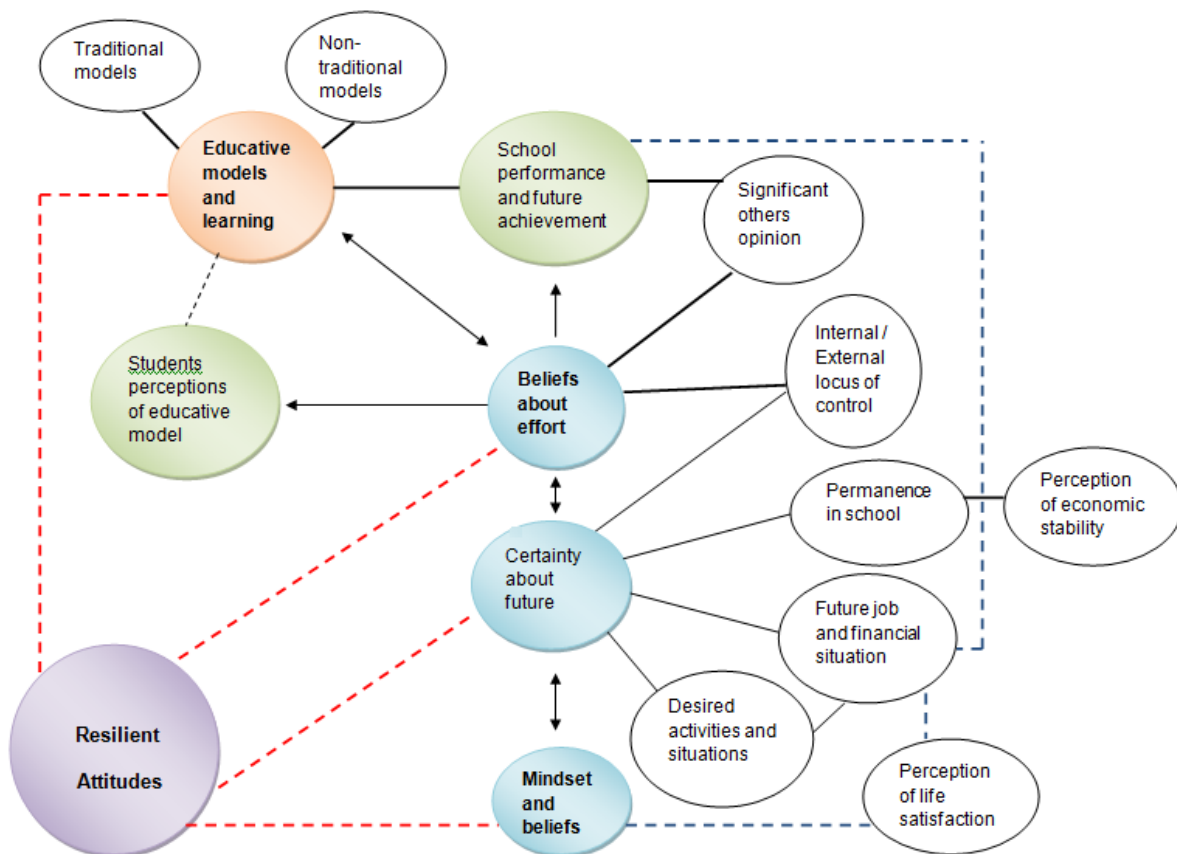 Traditional
models
Non-
traditional
models
Educative
models
and
learning
School
performance
and future
achievement
Significant
others
opinion
Students
perceptions
of educative
model
Beliefs
about
effort
Internal /
External
locus of
control
Permanence
in school
Perception
of economic
stability
Certainty
about
future
Future job
and financial
situation
Desired
activities and
situations
Resilient
Attitudes
Mindset
and
beliefs
Perception
of life
satisfaction